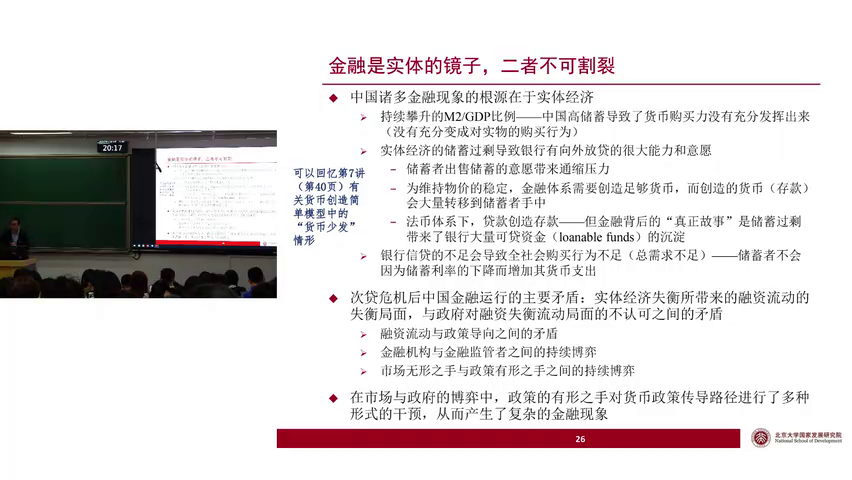 金融是实体的镜子，二者不可割裂
中国诸多金融现象的根源在于实体经济
持续攀升的M2/GDP比例——中国高储蓄导致了货币购买力没有充分发挥出来
（没有充分变成对实物的购买行为）
实体经济的储蓄过剩导致银行有向外放贷的很大能力和意愿
储蓄者出售储蓄的意愿带来通缩压力
为维持物价的稳定，金融体系需要创造足够货币，而创造的货币（存款）
会大量转移到储蓄者手中
法币体系下，贷款创造存款——但金融背后的“真正故事”是储蓄过剩
带来了银行大量可贷资金（loanable funds）的沉淀
银行信贷的不足会导致全社会购买行为不足（总需求不足）——储蓄者不会
因为储蓄利率的下降而增加其货币支出
次贷危机后中国金融运行的主要矛盾：实体经济失衡所带来的融资流动的
失衡局面，与政府对融资失衡流动局面的不认可之间的矛盾
融资流动与政策导向之间的矛盾
金融机构与金融监管者之间的持续博弈
市场无形之手与政策有形之手之间的持续博弈
在市场与政府的博弈中，政策的有形之手对货币政策传导路径进行了多种
形式的干预，从而产生了复杂的金融现象
可以回忆第7讲
（第40页）有
关货币创造简
单模型中的
“货币少发”
情形
20:17
26
北京大学国家发展研究院
National School of Development